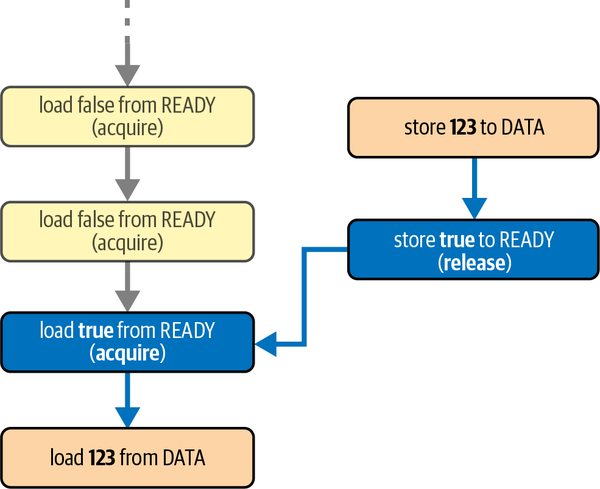 load false from READY
(acquire)
load false from READY
(acquire)
load true from READY
(acquire)
load 123 from DATA
store 123 to DATA
store true to READY
(release)